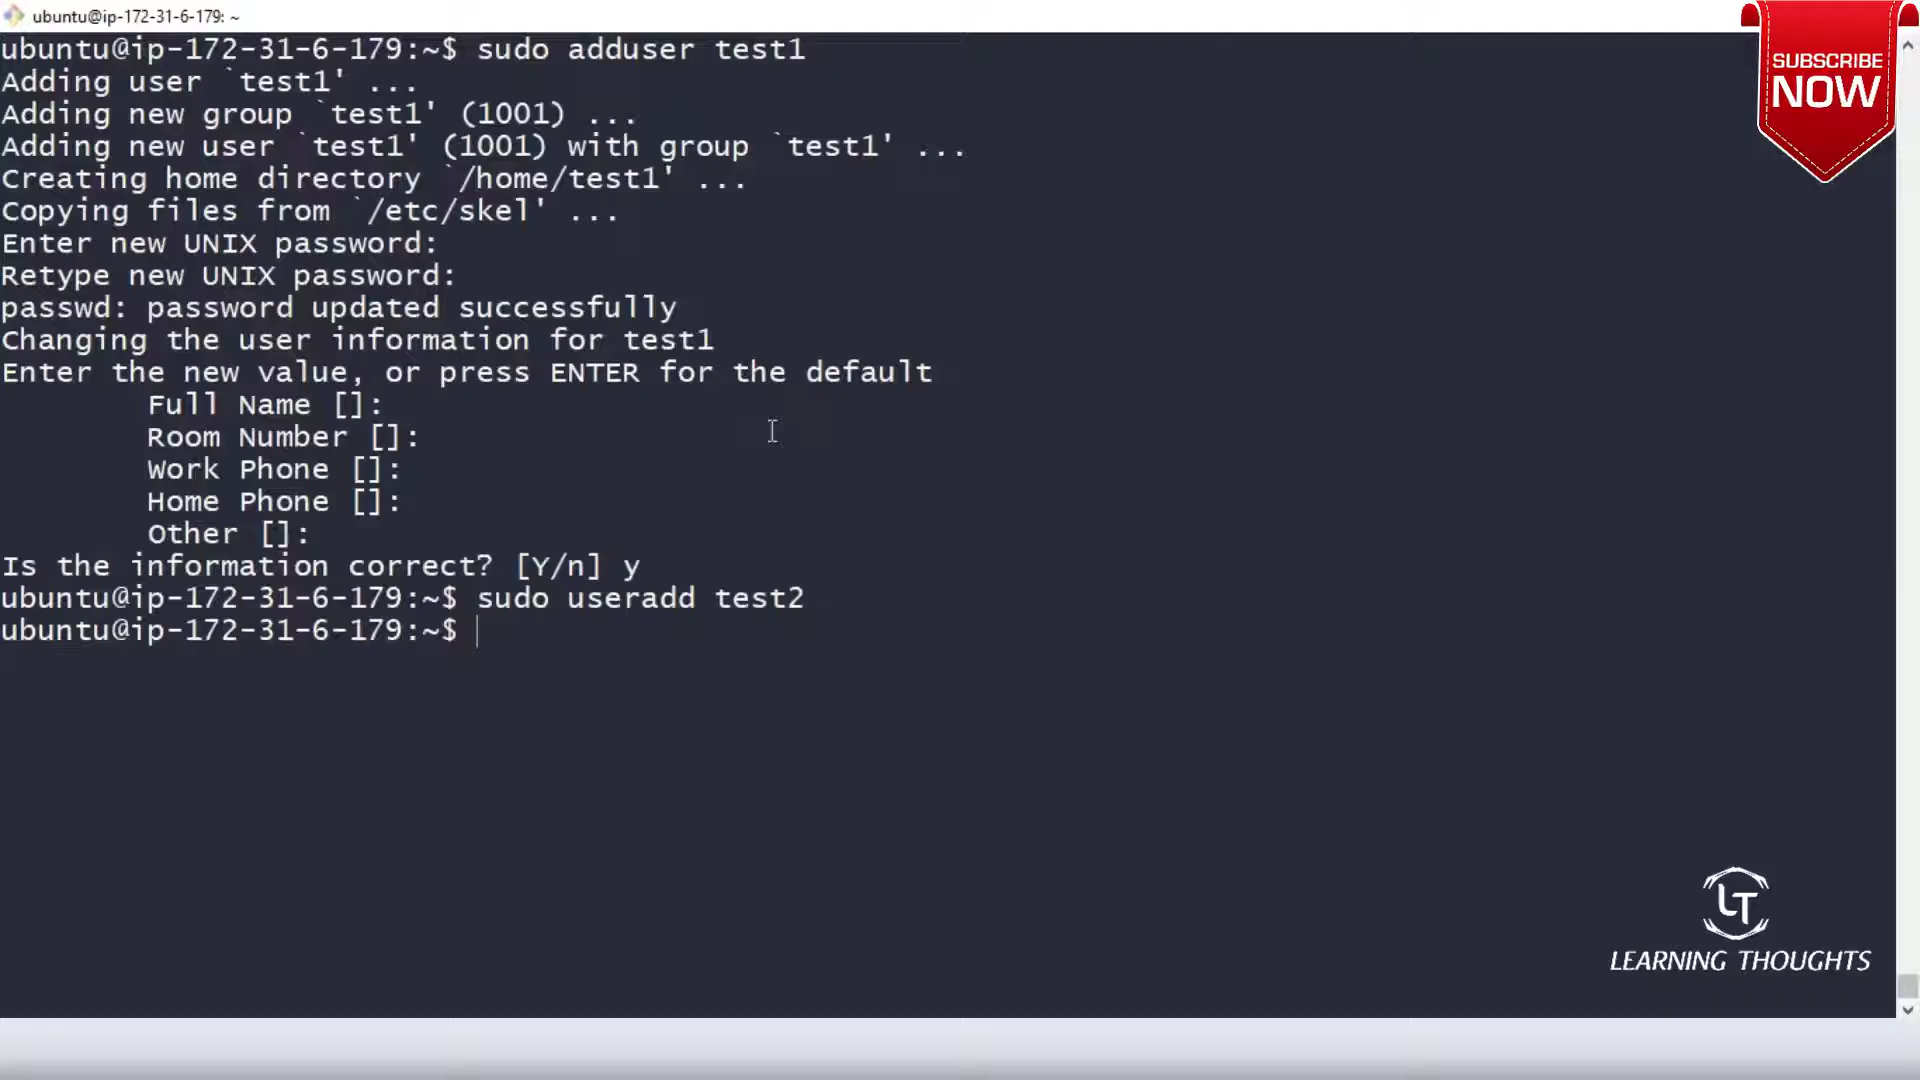 ubuntu@ip-172-31-6-179: ~
ubuntu@ip-172-31-6-179:~$ sudo adduser test1
Adding user `test1' ...
Adding new group `test1' (1001) ...
Adding new user `test1' (1001) with group `test1' ...
Creating home directory `/home/test1' ...
Copying files from `/etc/skel' ...
Enter new UNIX password:
Retype new UNIX password:
passwd: password updated successfully
Changing the user information for test1
Enter the new value, or press ENTER for the default
Full Name []:
Room Number []:
Work Phone []:
Home Phone []:
Other []:
Is the information correct? [Y/n] y
ubuntu@ip-172-31-6-179:~$ sudo useradd test2
ubuntu@ip-172-31-6-179:~$
SUBSCRIBE
NOW
LT
LEARNING THOUGHTS